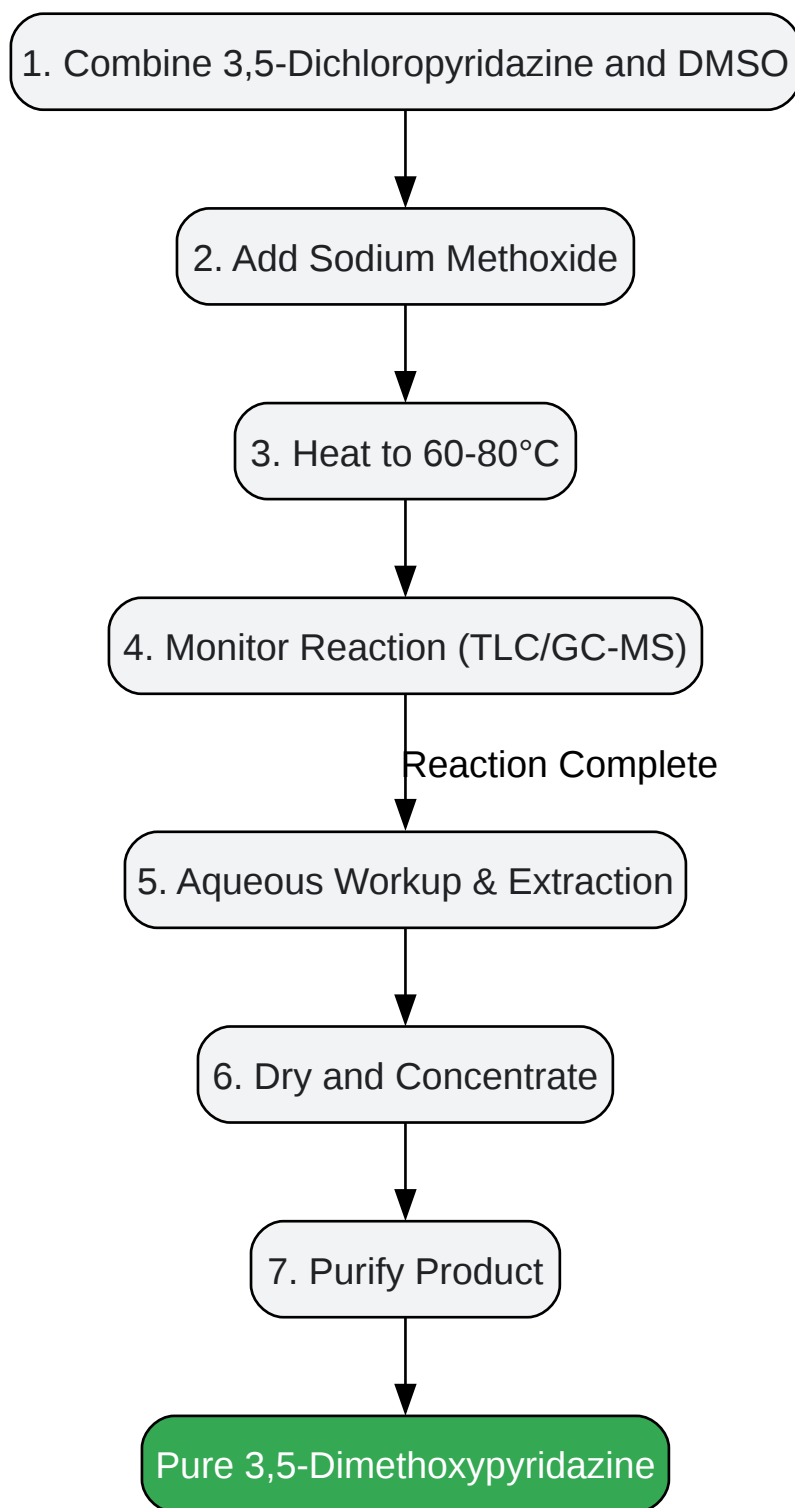 1. Combine 3,5-Dichloropyridazine and DMSO
2. Add Sodium Methoxide
3. Heat to 60-80°C
4. Monitor Reaction (TLC/GC-MS)
Reaction Complete
5. Aqueous Workup & Extraction
6. Dry and Concentrate
7. Purify Product
Pure 3,5-Dimethoxypyridazine